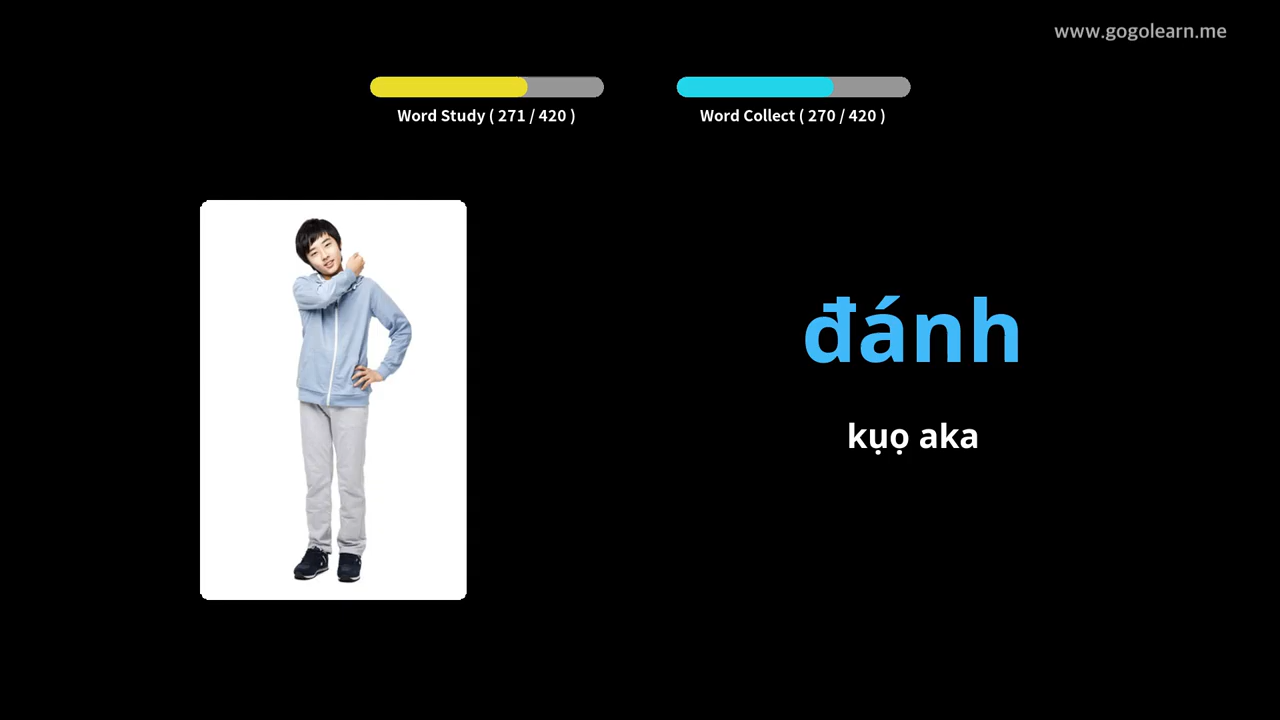 www.gogolearn.me
Word Study ( 271 / 420 )
Word Collect ( 270 / 420 )
đánh
kụọ aka